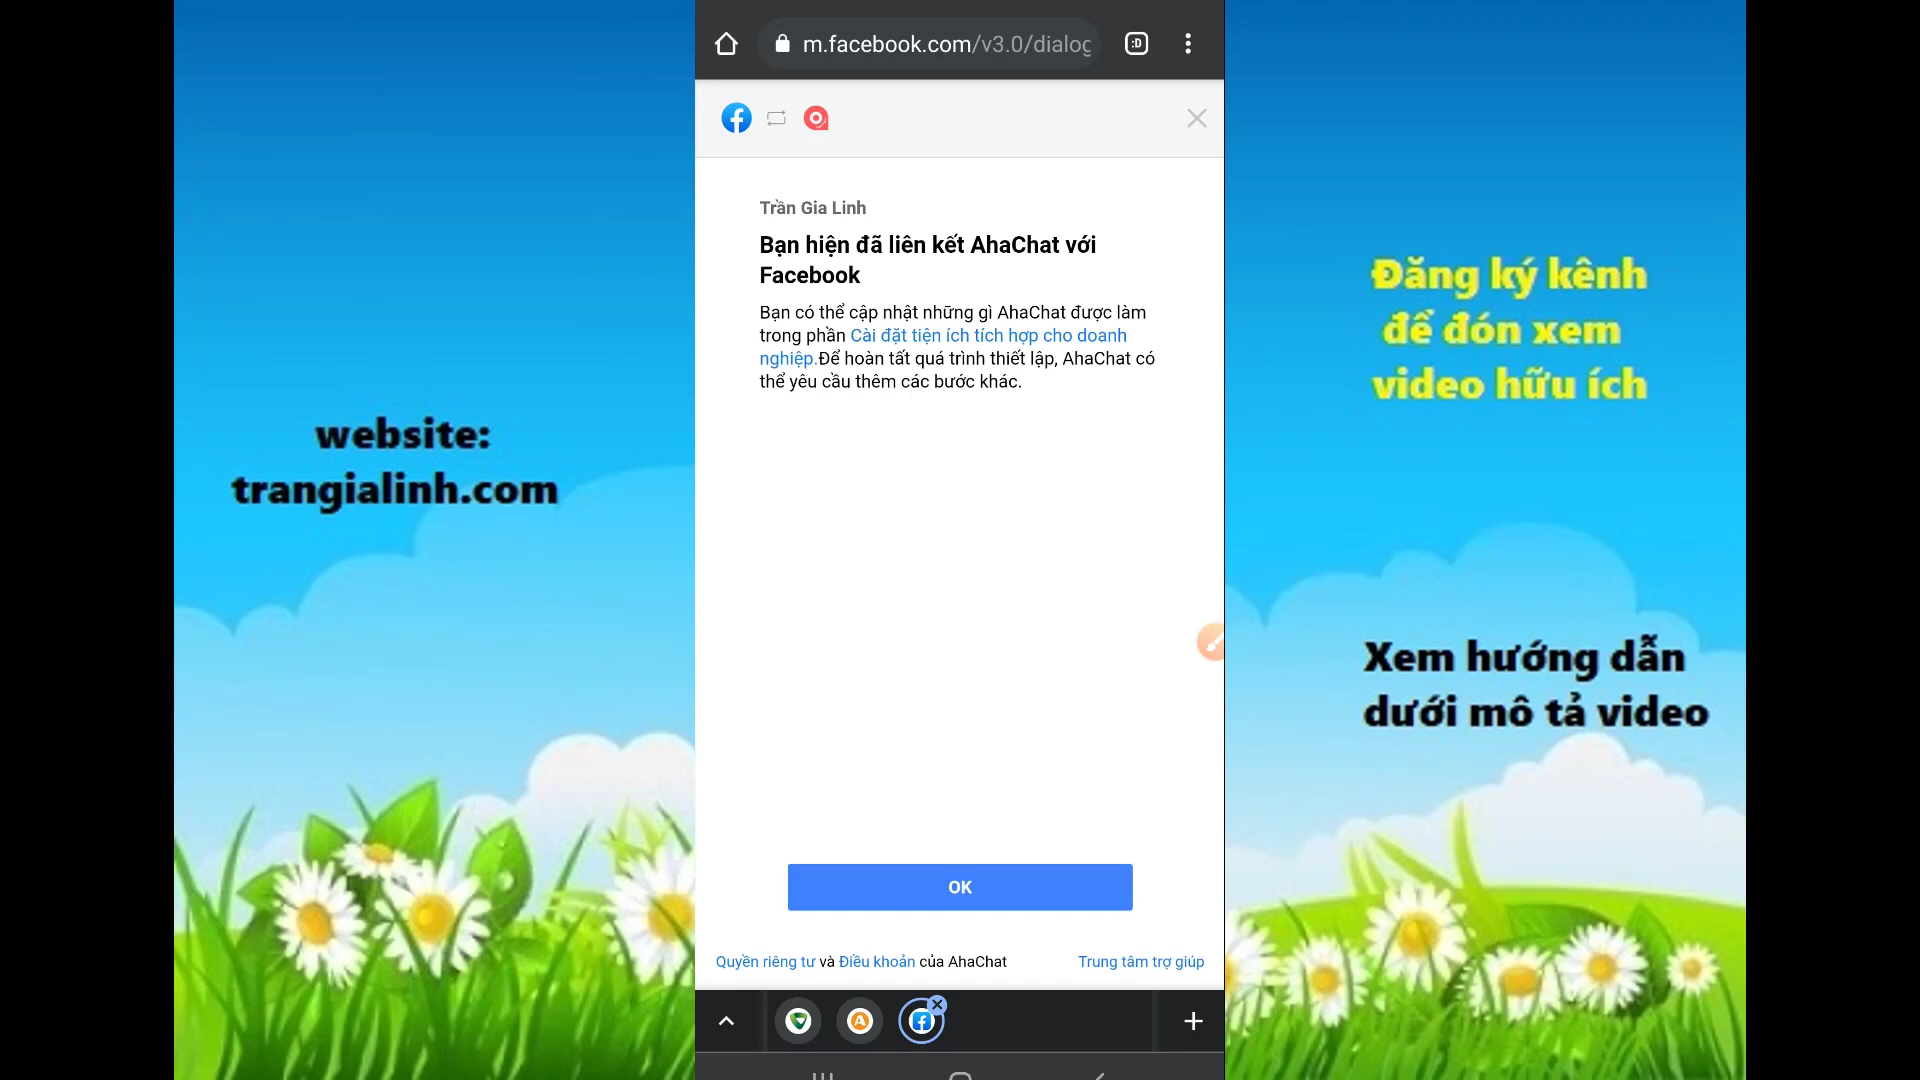 m.facebook.com/v3.0/dialog
Trần Gia Linh
Bạn hiện đã liên kết AhaChat với
Facebook
Bạn có thể cập nhật những gì AhaChat được làm
trong phần Cài đặt tiện ích tích hợp cho doanh
nghiệp.Để hoàn tất quá trình thiết lập, AhaChat có
thể yêu cầu thêm các bước khác.
OK
Quyền riêng tư và Điều khoản của AhaChat
Trung tâm trợ giúp
website:
trangialinh.com
Đăng ký kênh
để đón xem
video hữu ích
Xem hướng dẫn
dưới mô tả video
:D